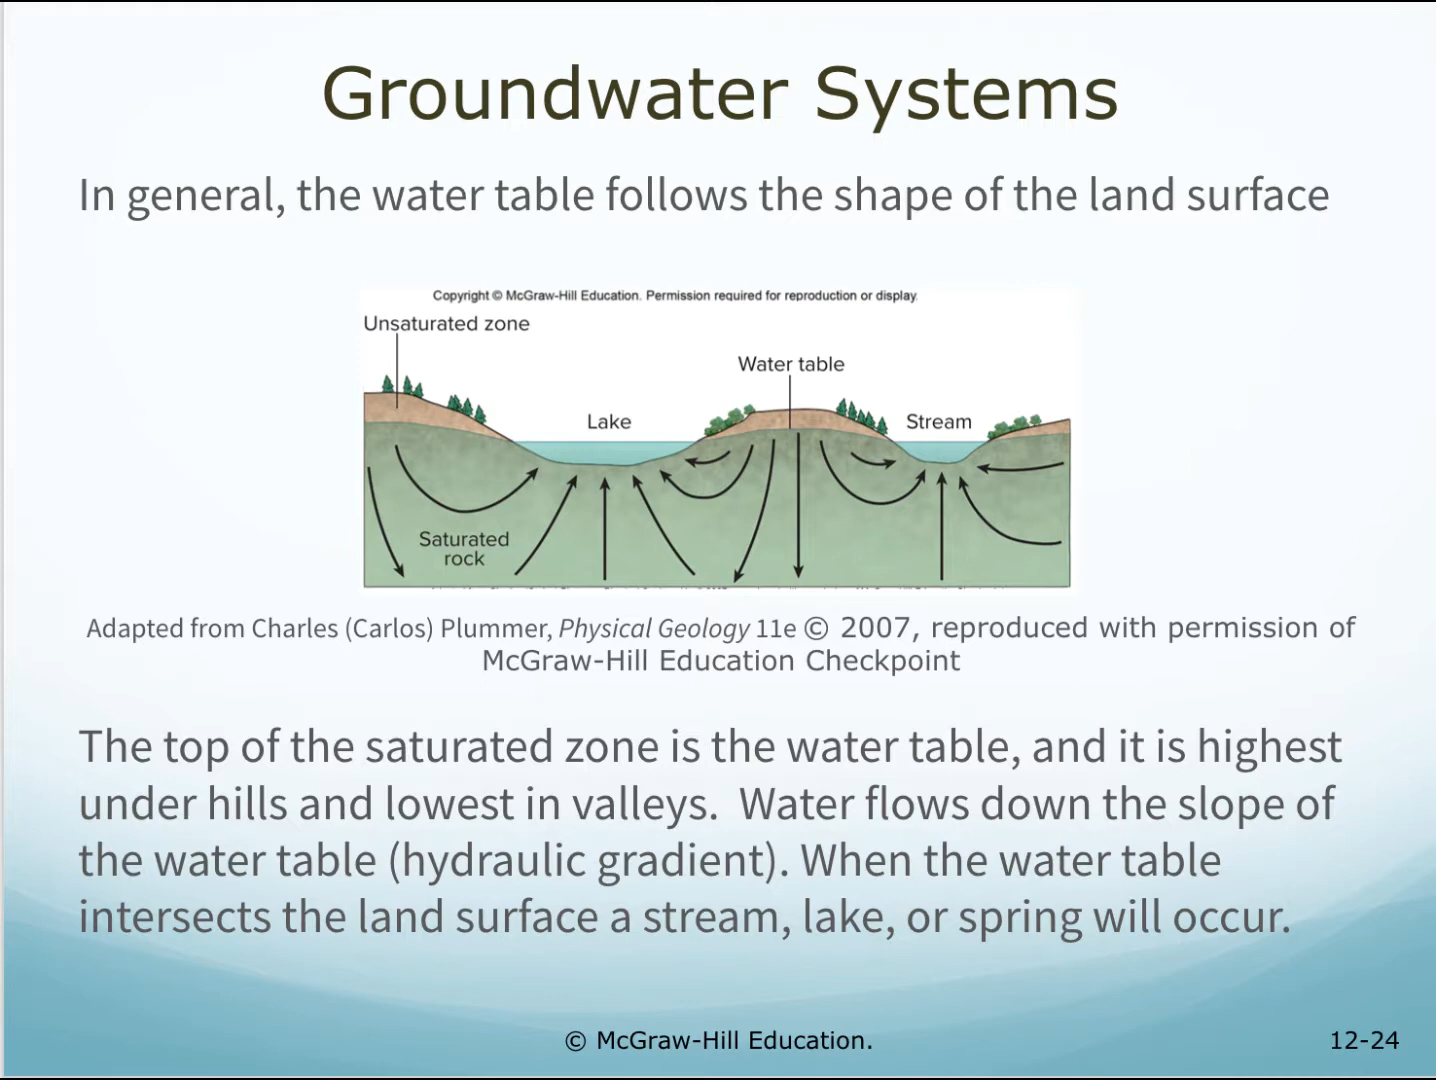 Groundwater Systems
In general, the water table follows the shape of the land surface
Copyright © McGraw-Hill Education. Permission required for reproduction or display.
Unsaturated zone
Water table
Lake
Stream
Saturated
rock
Adapted from Charles (Carlos) Plummer, Physical Geology 11e © 2007, reproduced with permission of
McGraw-Hill Education Checkpoint
The top of the saturated zone is the water table, and it is highest
under hills and lowest in valleys.  Water flows down the slope of
the water table (hydraulic gradient). When the water table
intersects the land surface a stream, lake, or spring will occur.
© McGraw-Hill Education.
12-24